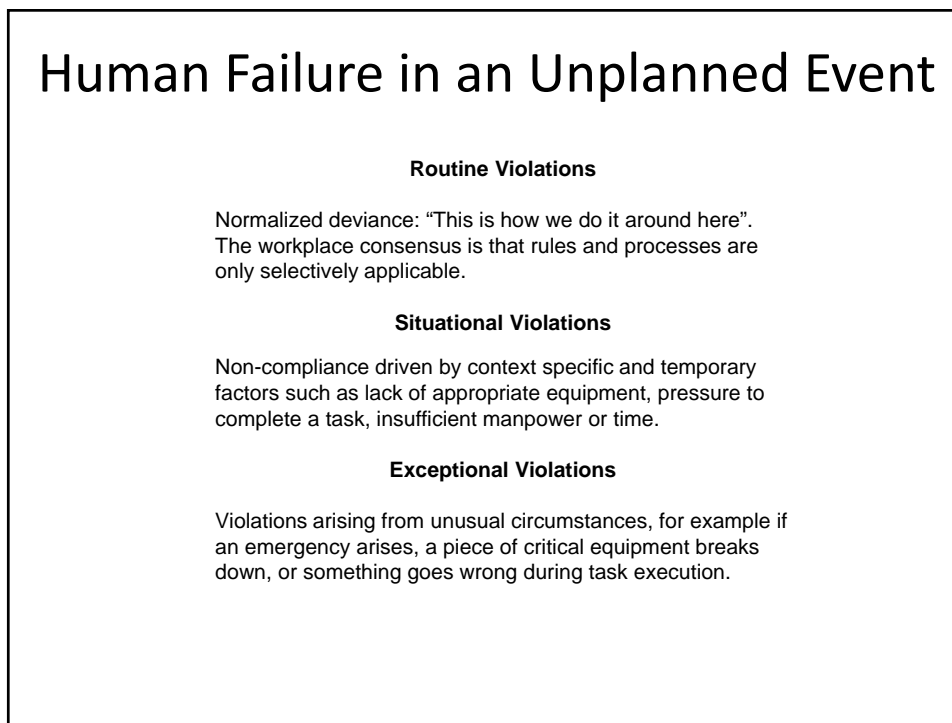 Human Failure in an Unplanned Event
Routine Violations
Normalized deviance: “This is how we do it around here”.
The workplace consensus is that rules and processes are
only selectively applicable.
Situational Violations
Non-compliance driven by context specific and temporary
factors such as lack of appropriate equipment, pressure to
complete a task, insufficient manpower or time.
Exceptional Violations
Violations arising from unusual circumstances, for example if
an emergency arises, a piece of critical equipment breaks
down, or something goes wrong during task execution.